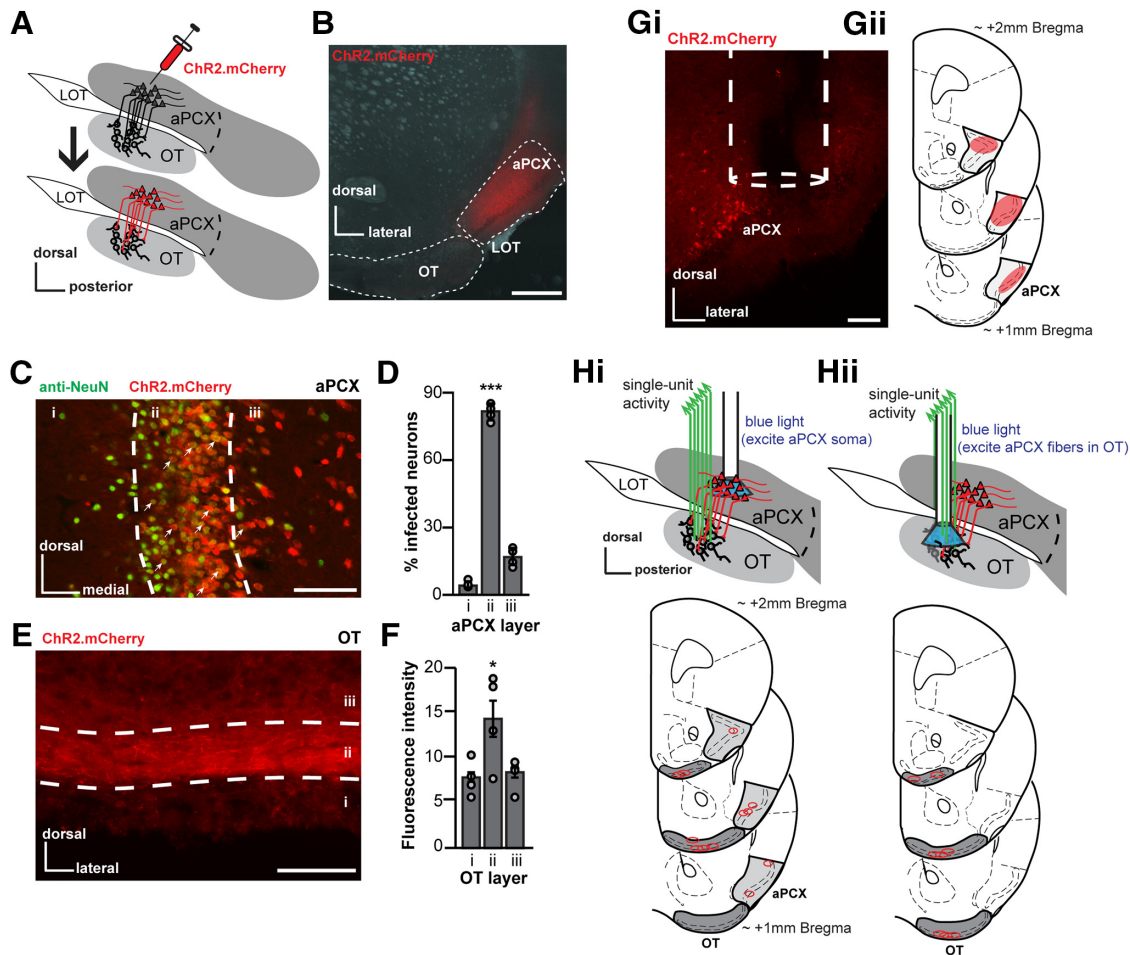 A
ChR2.mCherry
LOT
aPCX
OT
LOT
aPCX
OT
dorsal
posterior
B
ChR2.mCherry
aPCX
dorsal
lateral
LOT
OT
C
anti-NeuN ChR2.mCherry aPCX
i ii iii
dorsal
medial
D
% infected neurons
90
60
30
0
***
i ii iii
aPCX layer
E
ChR2.mCherry OT
iii
ii
i
dorsal
lateral
F
Fluorescence intensity
20
15
10
5
0
*
i ii iii
OT layer
Gi
ChR2.mCherry
aPCX
dorsal
lateral
Gii
~ +2mm Bregma
aPCX
~ +1mm Bregma
Hi
single-unit
activity
blue light
(excite aPCX soma)
LOT
aPCX
OT
dorsal
posterior
~ +2mm Bregma
aPCX
~ +1mm Bregma
OT
Hii
single-unit
activity
blue light
(excite aPCX fibers in OT)
LOT
aPCX
OT
OT